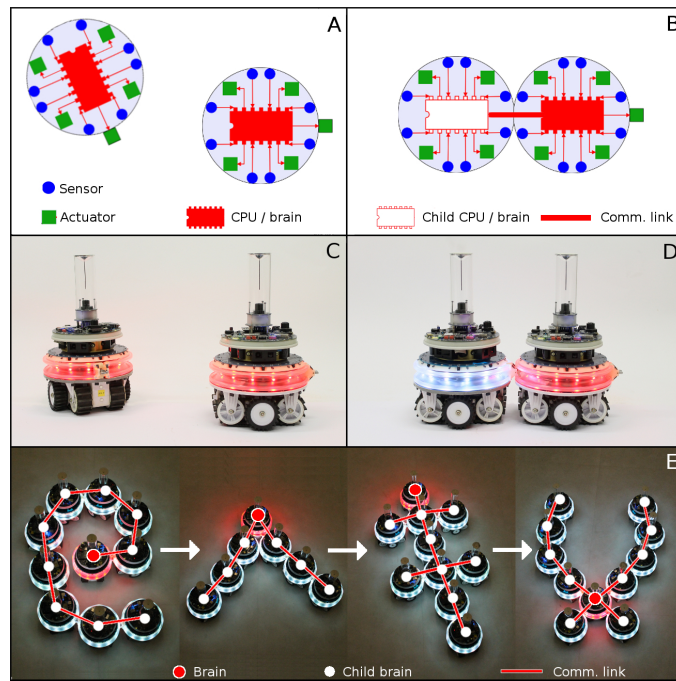 A
B
Sensor
Actuator
CPU / brain
Child CPU / brain
Comm. link
C
D
E
Brain
Child brain
Comm. link